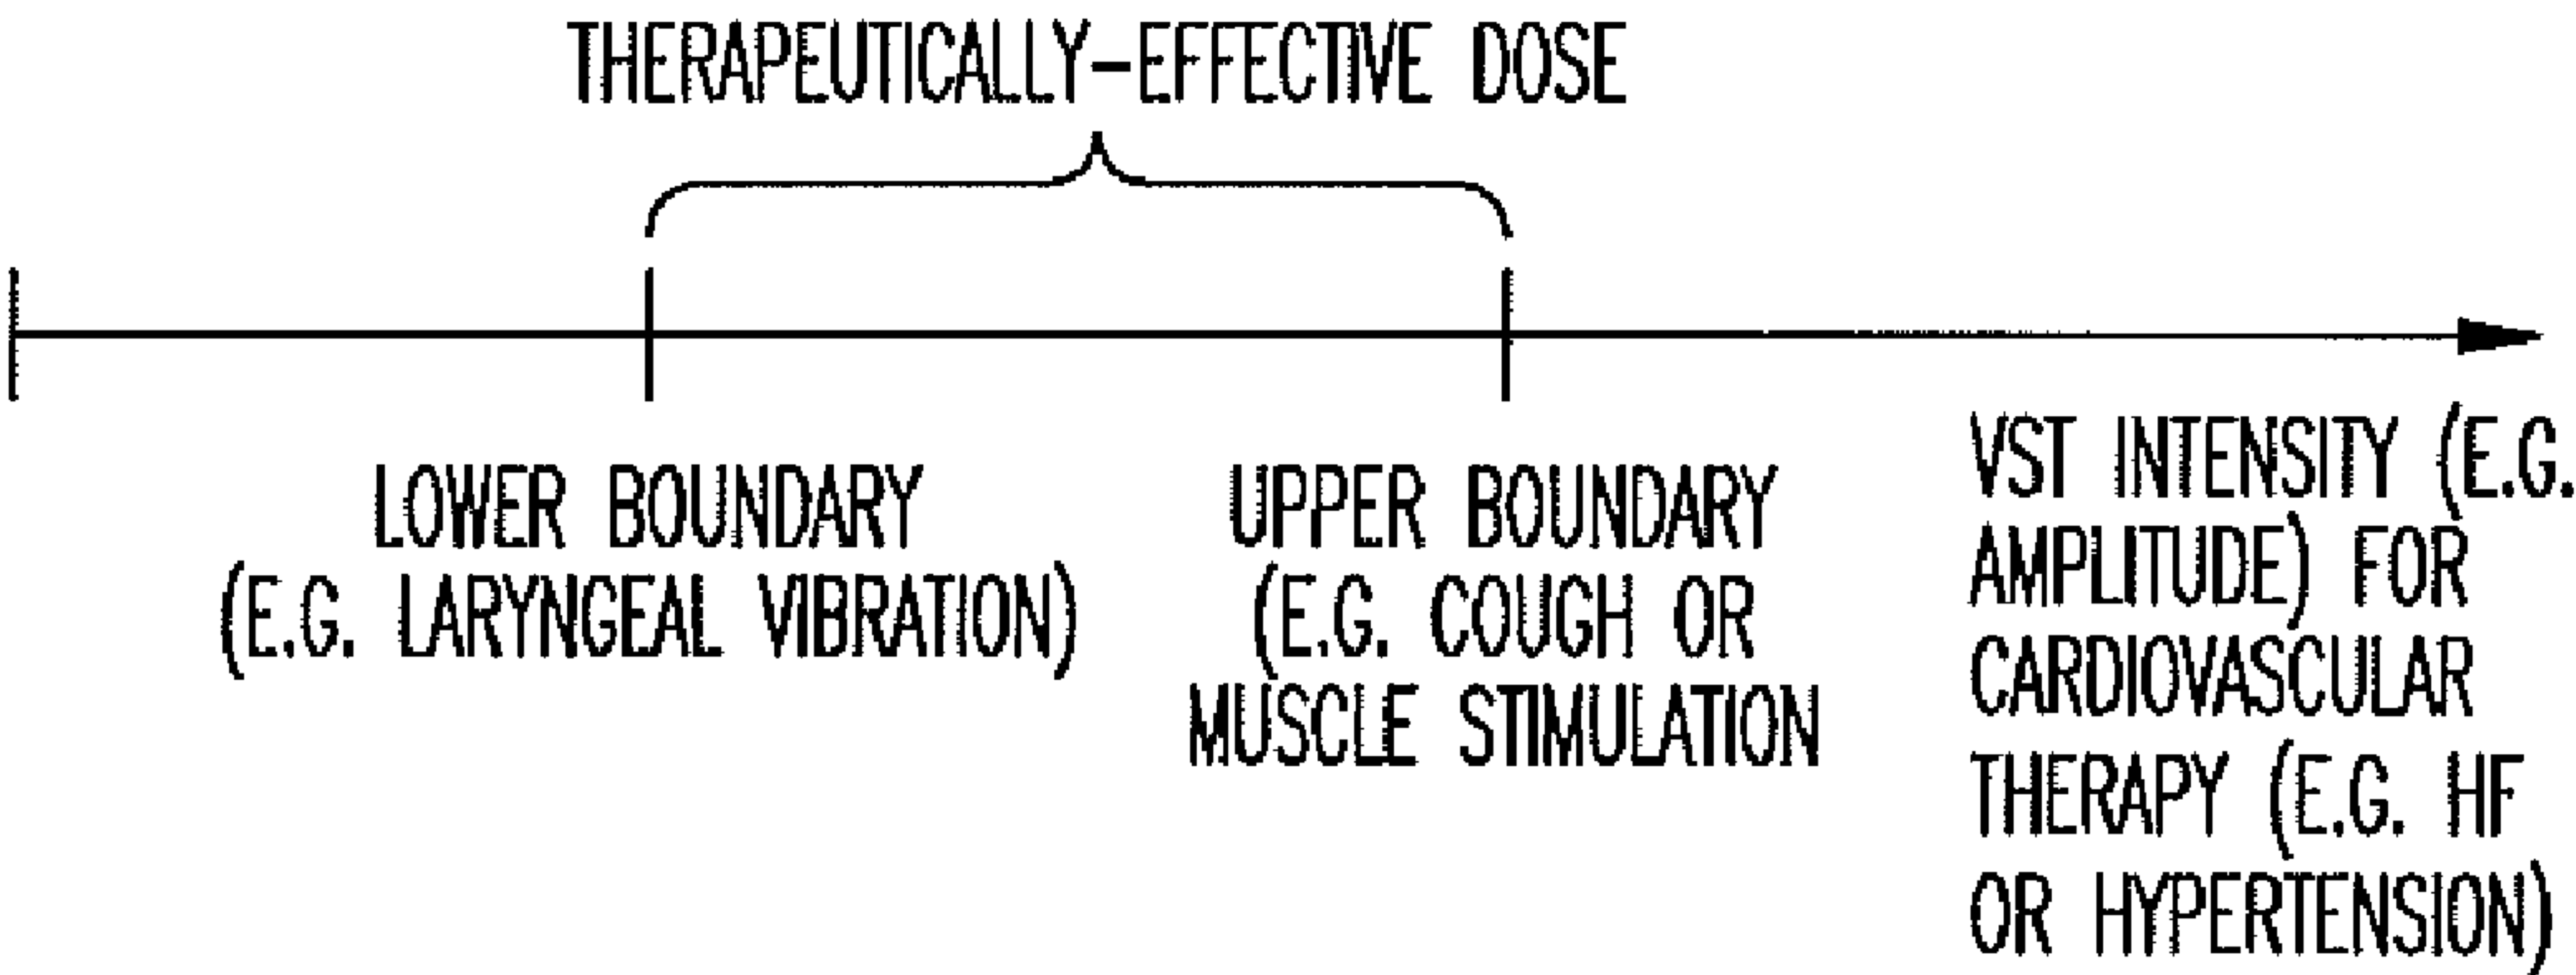 THERAPEUTICALLY-EFFECTIVE DOSE
LOWER BOUNDARY
(E.G. LARYNGEAL VIBRATION)
UPPER BOUNDARY
(E.G. COUGH OR
MUSCLE STIMULATION
VST INTENSITY (E.G.
AMPLITUDE) FOR
CARDIOVASCULAR
THERAPY (E.G. HF
OR HYPERTENSION)